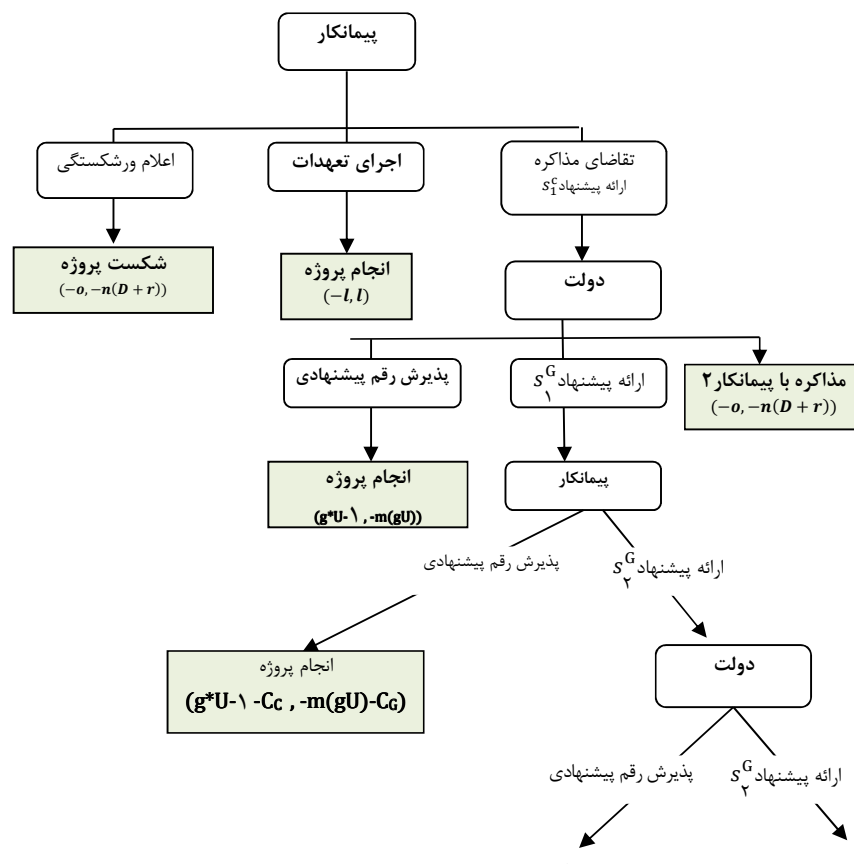 پیمانکار
تقاضای مذاکره
ارائه پیشنهاد s₁ᶜ
اجرای تعهدات
اعلام ورشکستگی
شکست پروژه
(−o, −n(D + r))
انجام پروژه
(−l, l)
دولت
پذیرش رقم پیشنهادی
ارائه پیشنهاد S₁ᴳ
مذاکره با پیمانکار۲
(−o, −n(D + r))
انجام پروژه
(g*U-۱ , -m(gU))
پیمانکار
پذیرش رقم پیشنهادی
ارائه پیشنهاد S₂ᴳ
انجام پروژه
(g*U-۱ -Cc , -m(gU)-CG)
دولت
پذیرش رقم پیشنهادی
ارائه پیشنهاد S₂ᴳ